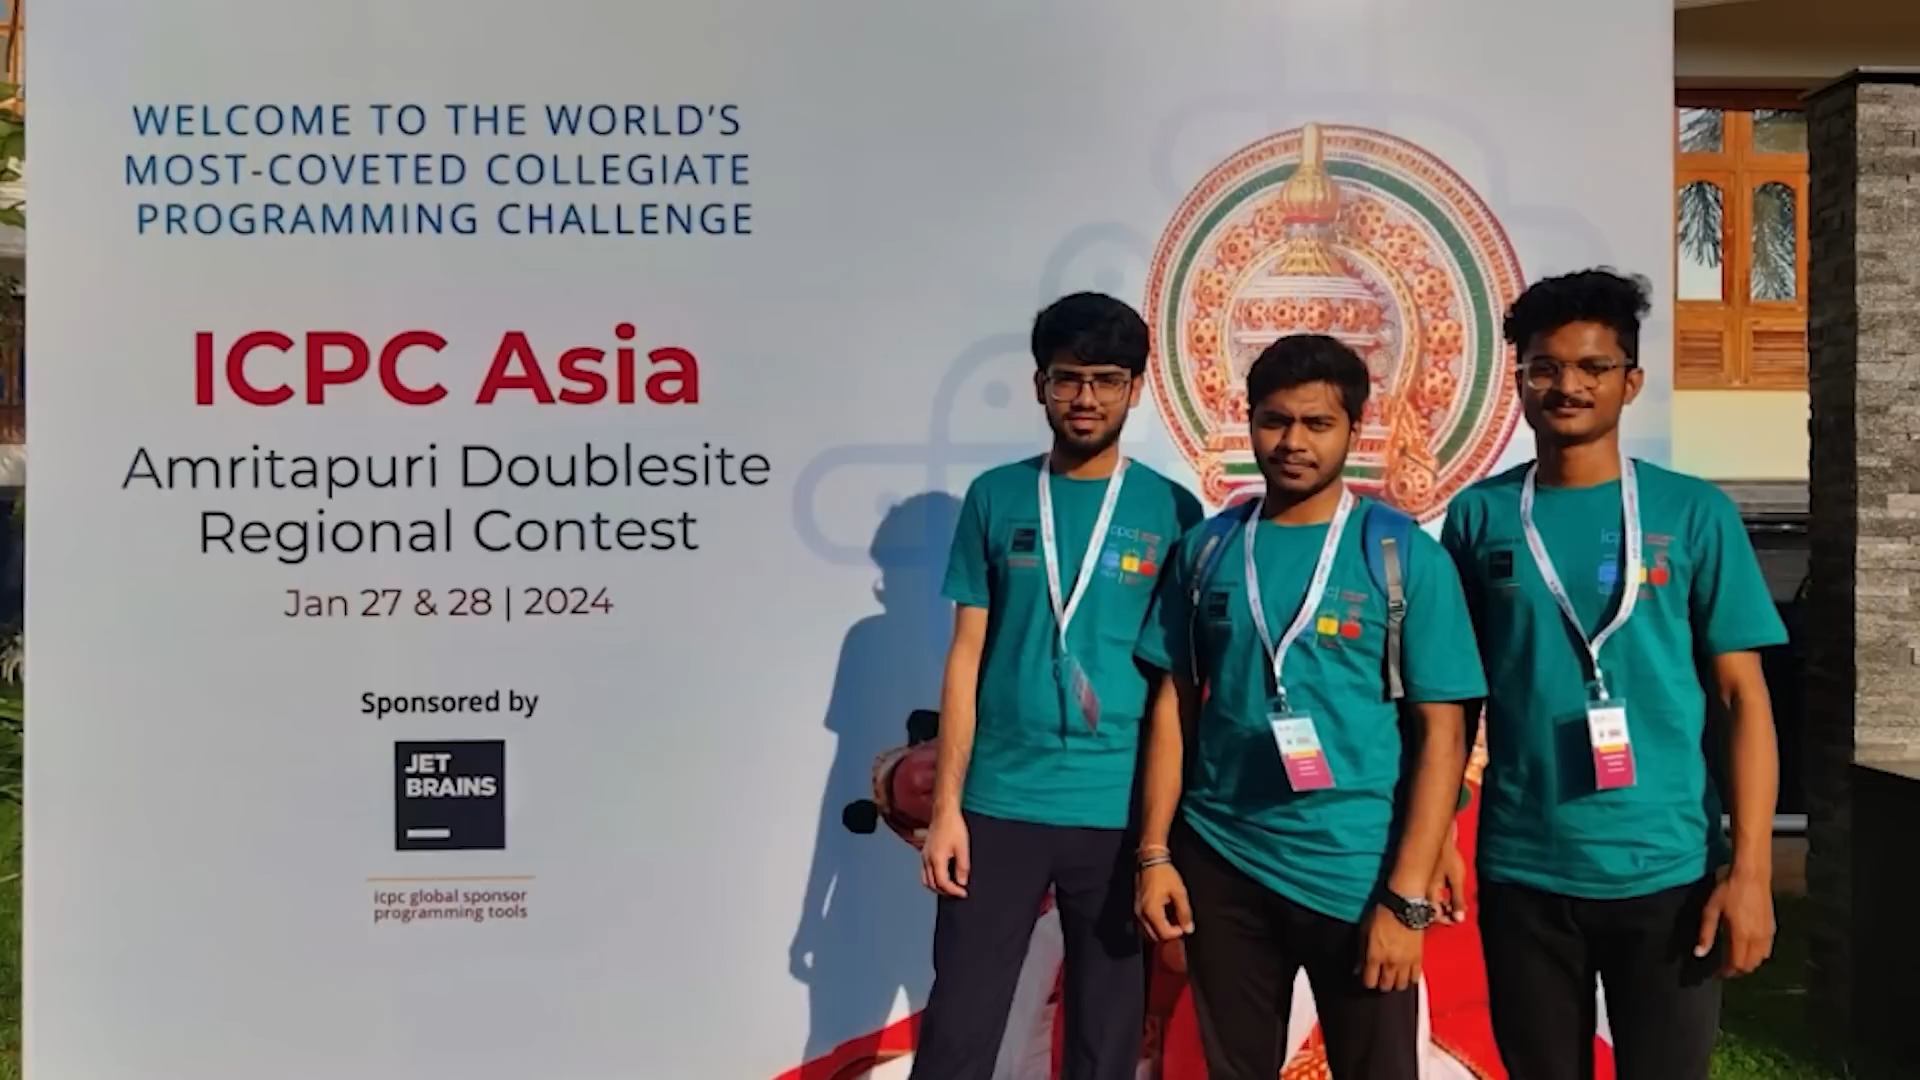 WELCOME TO THE WORLD'S
MOST-COVETED COLLEGIATE
PROGRAMMING CHALLENGE
ICPC Asia
Amritapuri Doublesite
Regional Contest
Jan 27 & 28 | 2024
Sponsored by
JET
BRAINS
icpc global sponsor
programming tools